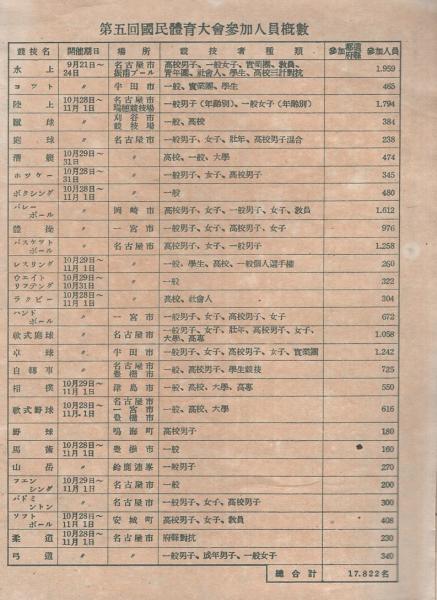 第五回國民體育大會參加人員概數
競技名 開催期日 場所 競技者種類 參加都道府縣 參加人員
水上 9月21日～24日 名古屋市 振甫プール 高校男子、一般女子、實業團、教員、青年團、社會人、學生、高校三計對抗 1.959
ヨット 〃 半田市 一般、實業團、學生 465
陸上 10月28日～11月1日 名古屋市 瑞穂競技場 一般男子（年齡別）、一般女子（年齡別） 1.794
蹴球 〃 刈谷市 競技場 一般、高校 384
庭球 〃 名古屋市 一般男子、女子、壯年、高校男子混合 238
漕艇 10月29日～31日 〃 高校、一般、大學 474
ホッケー 10月28日～31日 〃 一般男子、女子、高校男子 345
ボクシング 10月28日～11月1日 〃 一般 480
バレーボール 〃 岡崎市 高校男子、女子、一般男子、女子、教員 1.612
體操 〃 一宮市 一般男子、女子、高校男子、女子 976
バスケットボール 〃 名古屋市 高校男子、女子、一般男子 1.258
レスリング 10月29日～11月1日 〃 一般、學生、高校、一般個人選手權 260
ウエイトリフテング 10月29日～10月31日 〃 一般 322
ラグビー 10月28日～11月1日 〃 高校、社會人 304
ハンドボール 〃 一宮市 一般男子、女子、高校男子、女子 672
軟式庭球 〃 名古屋市 一般男子、女子、壯年、高校男子、女子、大學、高專 1.058
卓球 〃 半田市 一般男子、女子、高校男子、女子、實業團 1.242
自轉車 〃 名古屋市 豊橋市 一般男子、高校男子、學生競技 725
相撲 10月29日～11月1日 津島市 一般、高校、大學、高專 550
軟式野球 10月28日～11月1日 名古屋市 一宮市 豊橋市 一般、高校、大學 616
野球 〃 鳴海町 高校男子 180
馬術 10月28日～11月1日 豊橋市 一般 160
山岳 〃 鈴鹿連峯 一般男子 270
フエンシング 10月29日～11月1日 名古屋市 一般 200
バドミントン 〃 名古屋市 一般男子、女子、高校男子 300
ソフトボール 10月28日～11月1日 安城町 高校男子、女子、教員 408
柔道 10月28日～11月1日 名古屋市 府縣對抗 230
弓道 〃 〃 一般男子、成年男子、一般女子 340
總合計 17.822名